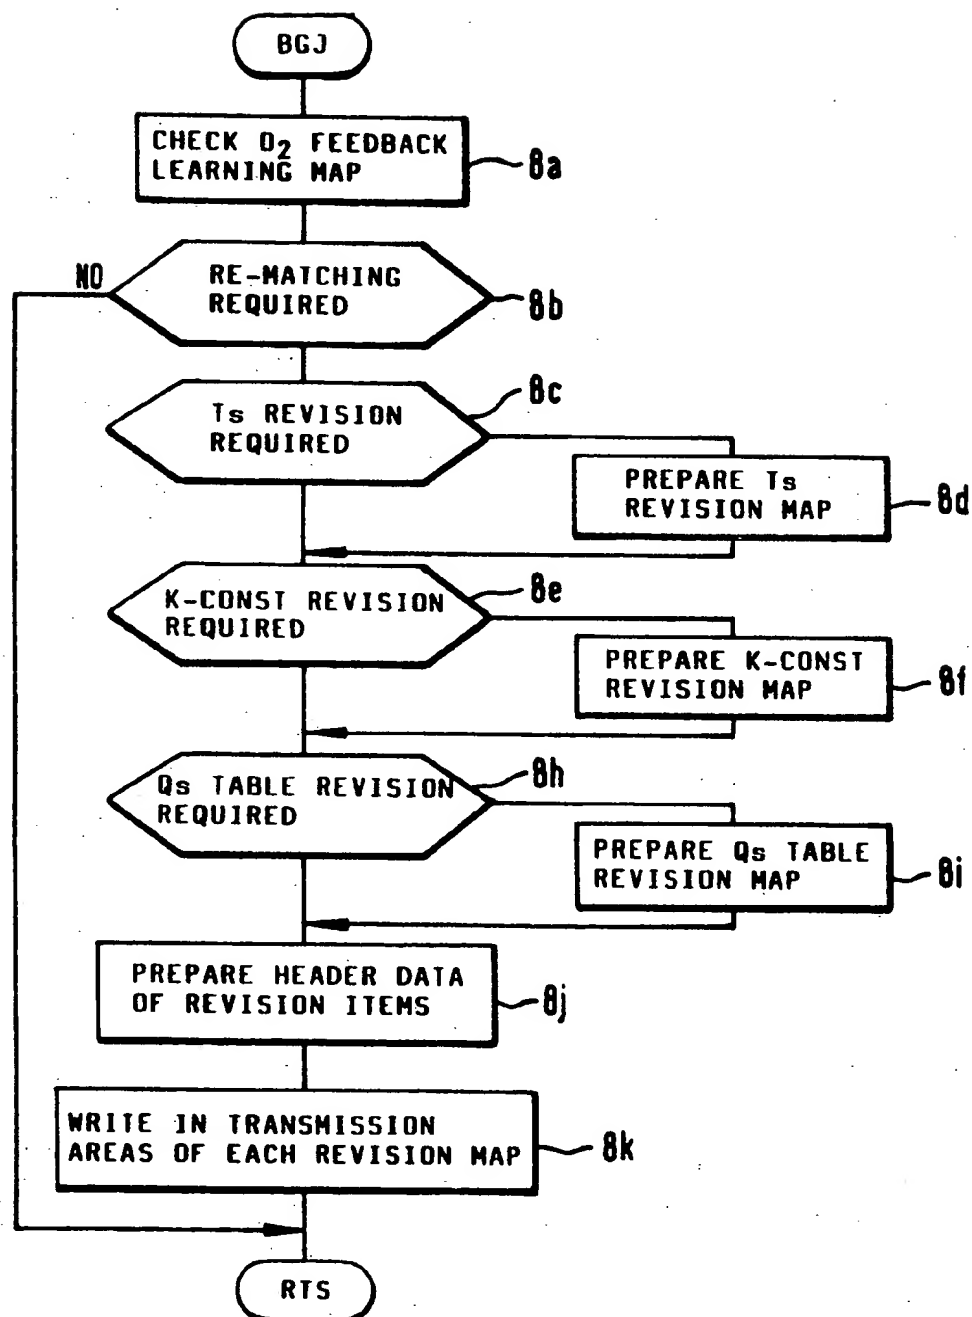 BGJ
CHECK O2 FEEDBACK
LEARNING MAP
8a
NO
RE-MATCHING
REQUIRED
8b
8c
Ts REVISION
REQUIRED
PREPARE Ts
REVISION MAP
8d
8e
K-CONST REVISION
REQUIRED
PREPARE K-CONST
REVISION MAP
8f
8h
Qs TABLE REVISION
REQUIRED
PREPARE Qs TABLE
REVISION MAP
8i
PREPARE HEADER DATA
OF REVISION ITEMS
8j
WRITE IN TRANSMISSION
AREAS OF EACH REVISION MAP
8k
RTS